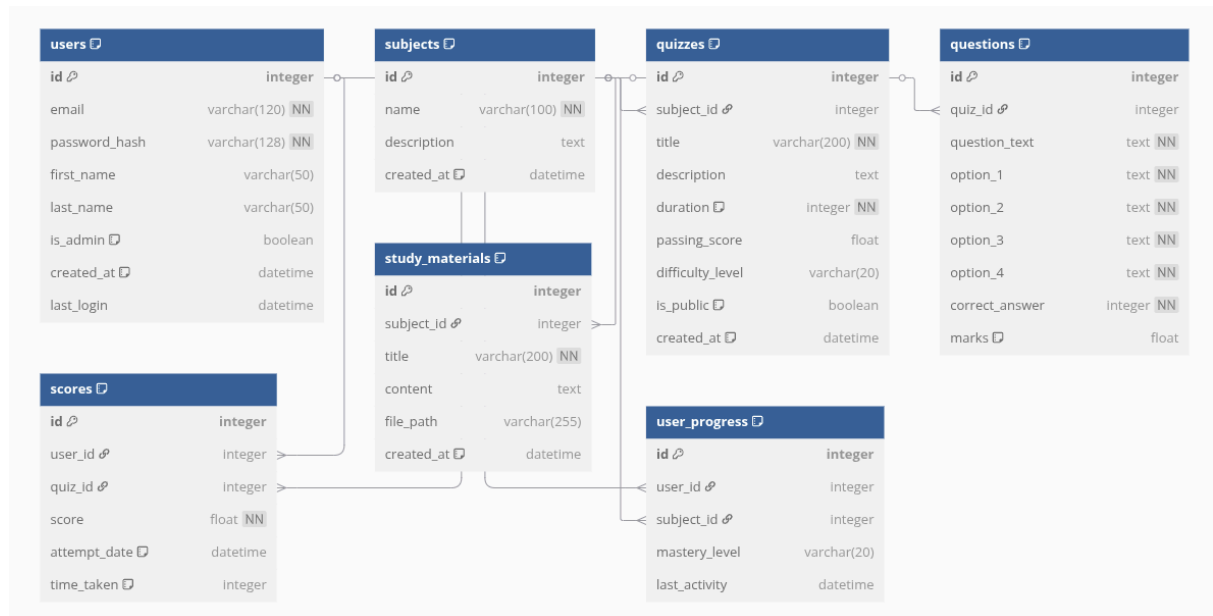 users
id integer
email varchar(120) NN
password_hash varchar(128) NN
first_name varchar(50)
last_name varchar(50)
is_admin boolean
created_at datetime
last_login datetime
subjects
id integer
name varchar(100) NN
description text
created_at datetime
quizzes
id integer
subject_id integer
title varchar(200) NN
description text
duration integer NN
passing_score float
difficulty_level varchar(20)
is_public boolean
created_at datetime
questions
id integer
quiz_id integer
question_text text NN
option_1 text NN
option_2 text NN
option_3 text NN
option_4 text NN
correct_answer integer NN
marks float
study_materials
id integer
subject_id integer
title varchar(200) NN
content text
file_path varchar(255)
created_at datetime
scores
id integer
user_id integer
quiz_id integer
score float NN
attempt_date datetime
time_taken integer
user_progress
id integer
user_id integer
subject_id integer
mastery_level varchar(20)
last_activity datetime